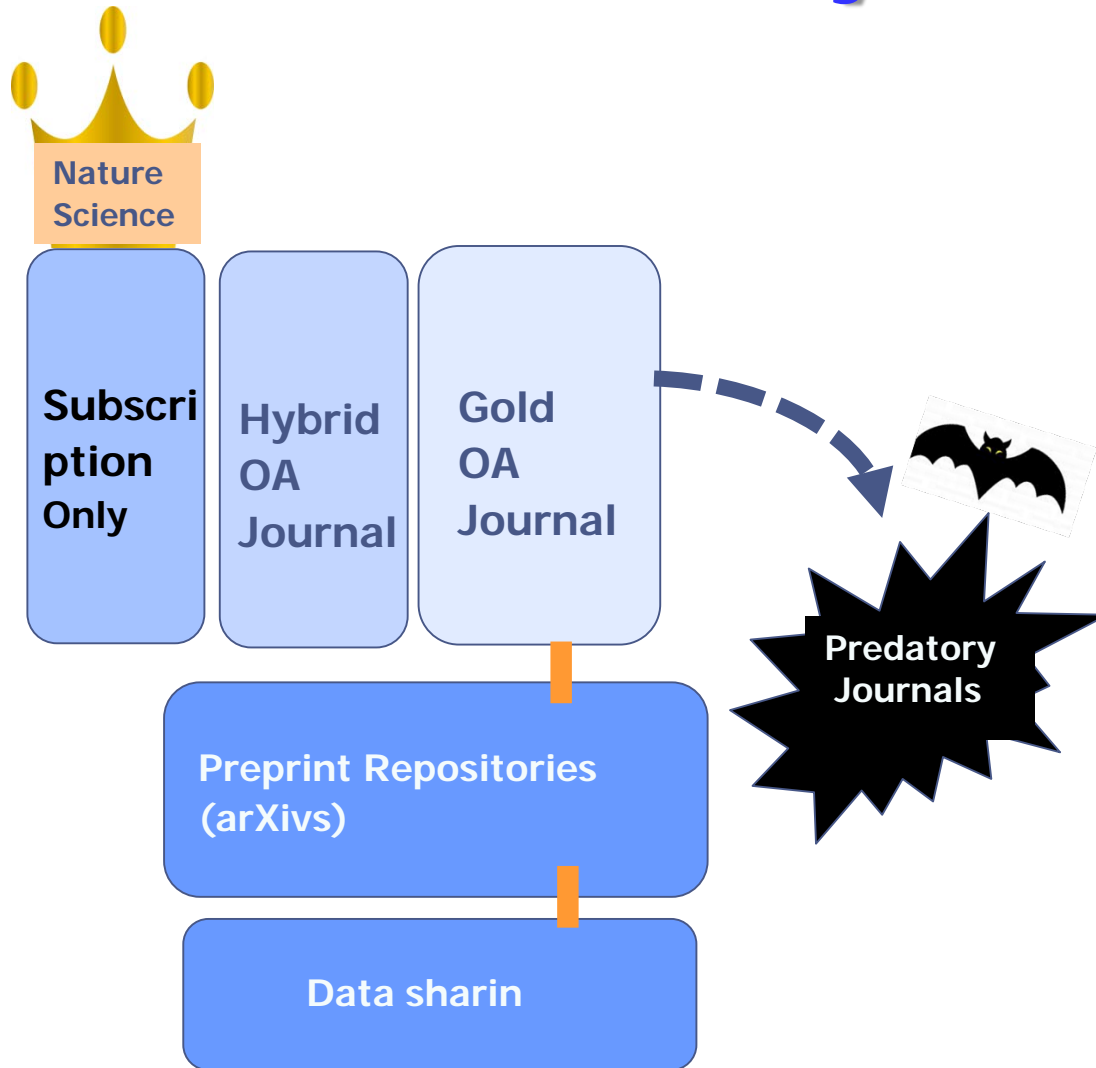 Nature
Science
Subscri
ption
Only
Hybrid
OA
Journal
Gold
OA
Journal
Predatory
Journals
Preprint Repositories
(arXivs)
Data sharin